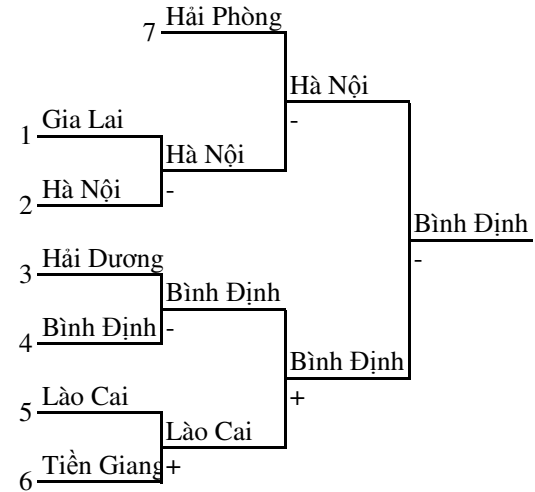 7 Hải Phòng
Hà Nội
-
1 Gia Lai
Hà Nội
-
2 Hà Nội
Bình Định
-
3 Hải Dương
Bình Định
-
4 Bình Định
Bình Định
+
5 Lào Cai
Lào Cai
+
6 Tiền Giang